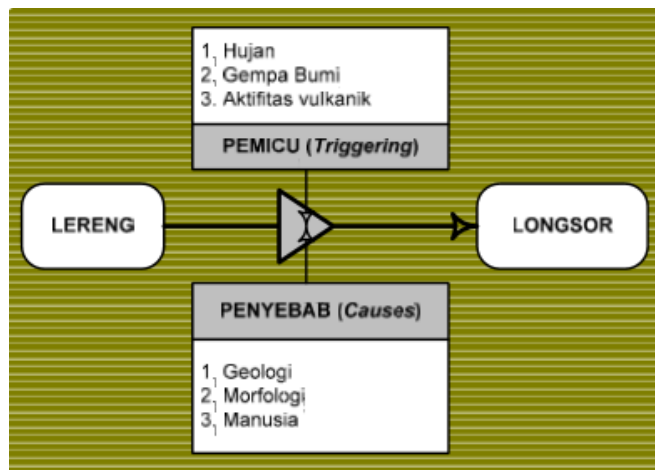 1, Hujan
2, Gempa Bumi
3. Aktifitas vulkanik
PEMICU (Triggering)
LERENG
LONGSOR
PENYEBAB (Causes)
1, Geologi
2, Morfologi
3, Manusia